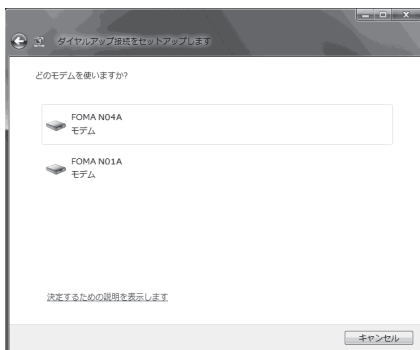 ダイヤルアップ接続をセットアップします
どのモデムを使いますか?
FOMA N04A
モデム
FOMA N01A
モデム
決定するための説明を表示します
キャンセル